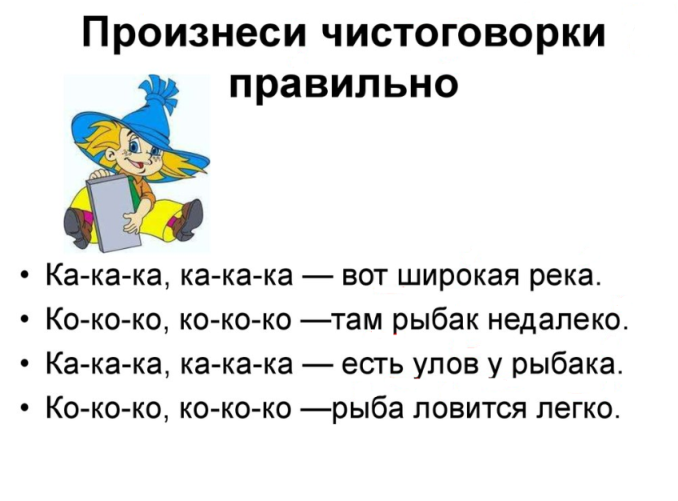 Произнеси чистоговорки
правильно
• Ка-ка-ка, ка-ка-ка — вот широкая река.
• Ко-ко-ко, ко-ко-ко —там рыбак недалеко.
• Ка-ка-ка, ка-ка-ка — есть улов у рыбака.
• Ко-ко-ко, ко-ко-ко —рыба ловится легко.